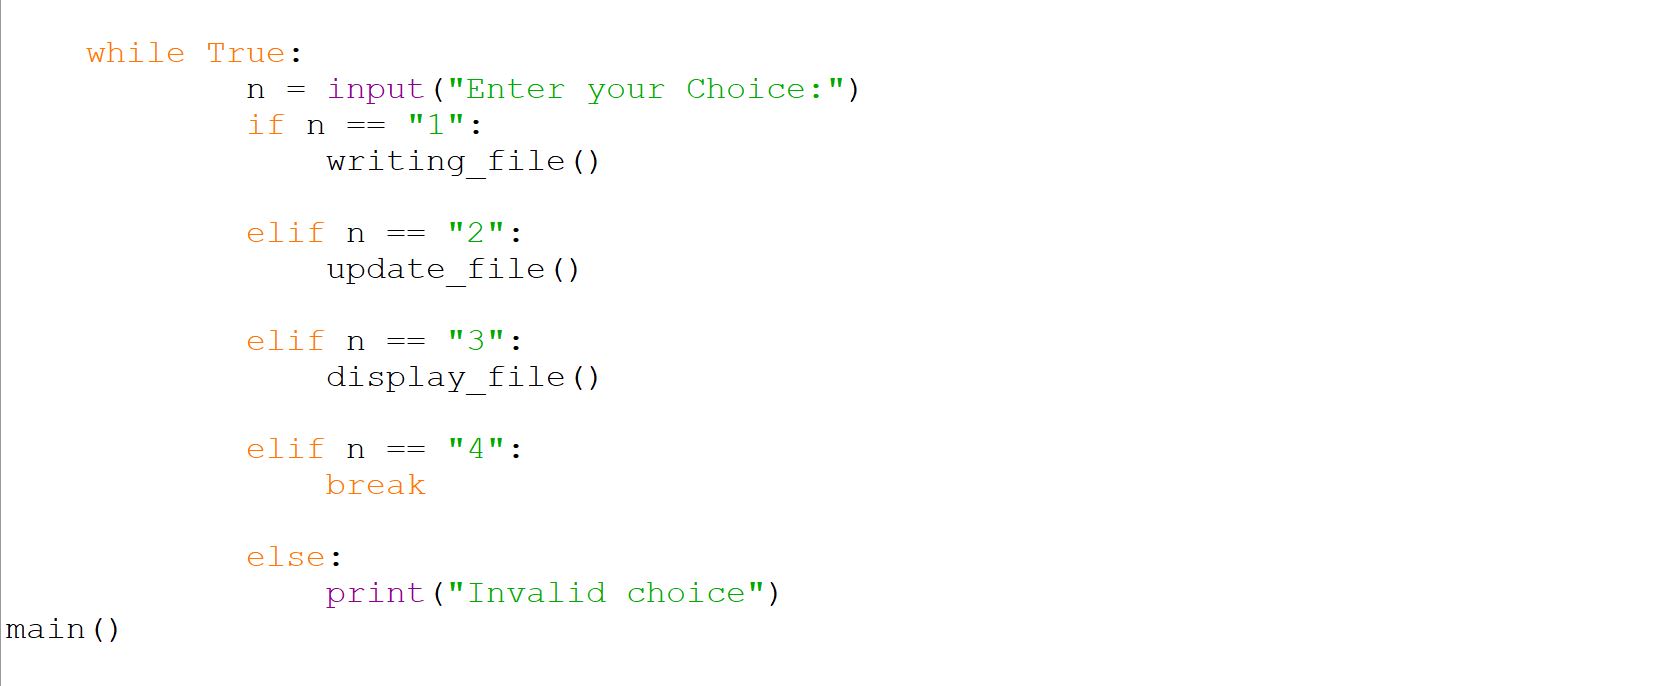 while True:
n = input("Enter your Choice:")
if n == "1":
writing_file()
elif n == "2":
update_file()
elif n == "3":
display_file()
elif n == "4":
break
else:
print("Invalid choice")
main()